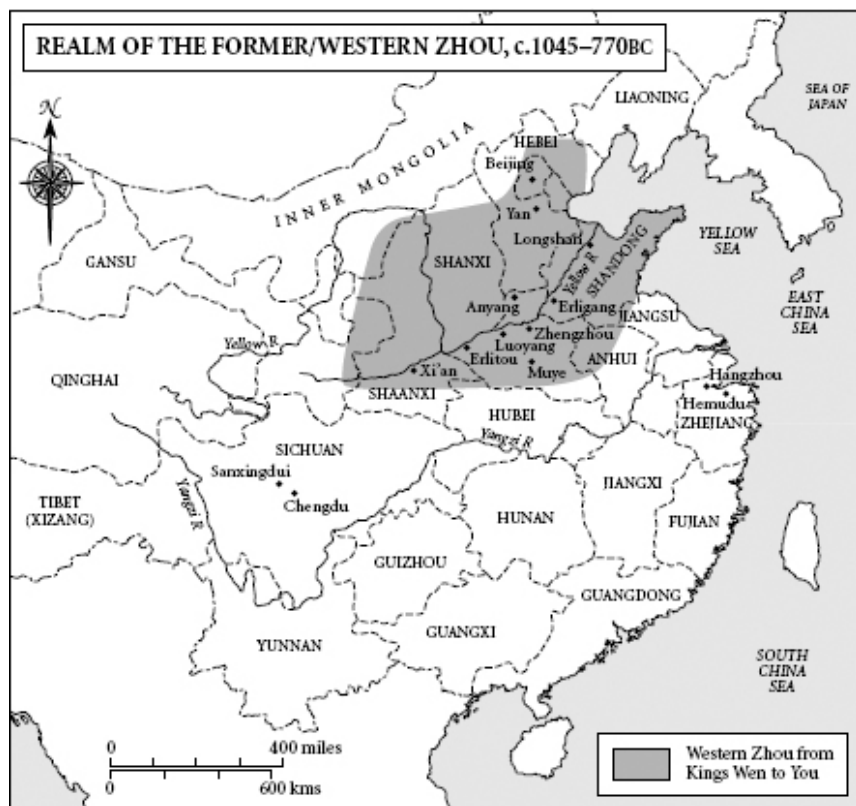 REALM OF THE FORMER/WESTERN ZHOU, c.1045–770BC
N
SEA OF
JAPAN
LIAONING
HEBEI
Beijing
INNER MONGOLIA
Yan
Longshan
YELLOW
SEA
GANSU
SHANXI
Yellow R
SHANDONG
EAST
CHINA
SEA
Anyang
Erligang
JIANGSU
Yellow R
Zhengzhou
Luoyang
ANHUI
Erlitou
Muye
Xi'an
QINGHAI
SHAANXI
Hangzhou
Hemudu
ZHEJIANG
HUBEI
Yangzi R
SICHUAN
Sanxingdui
Chengdu
TIBET
(XIZANG)
Yangzi R
JIANGXI
HUNAN
FUJIAN
GUIZHOU
GUANGDONG
YUNNAN
GUANGXI
SOUTH
CHINA
SEA
0 400 miles
0 600 kms
Western Zhou from
Kings Wen to You